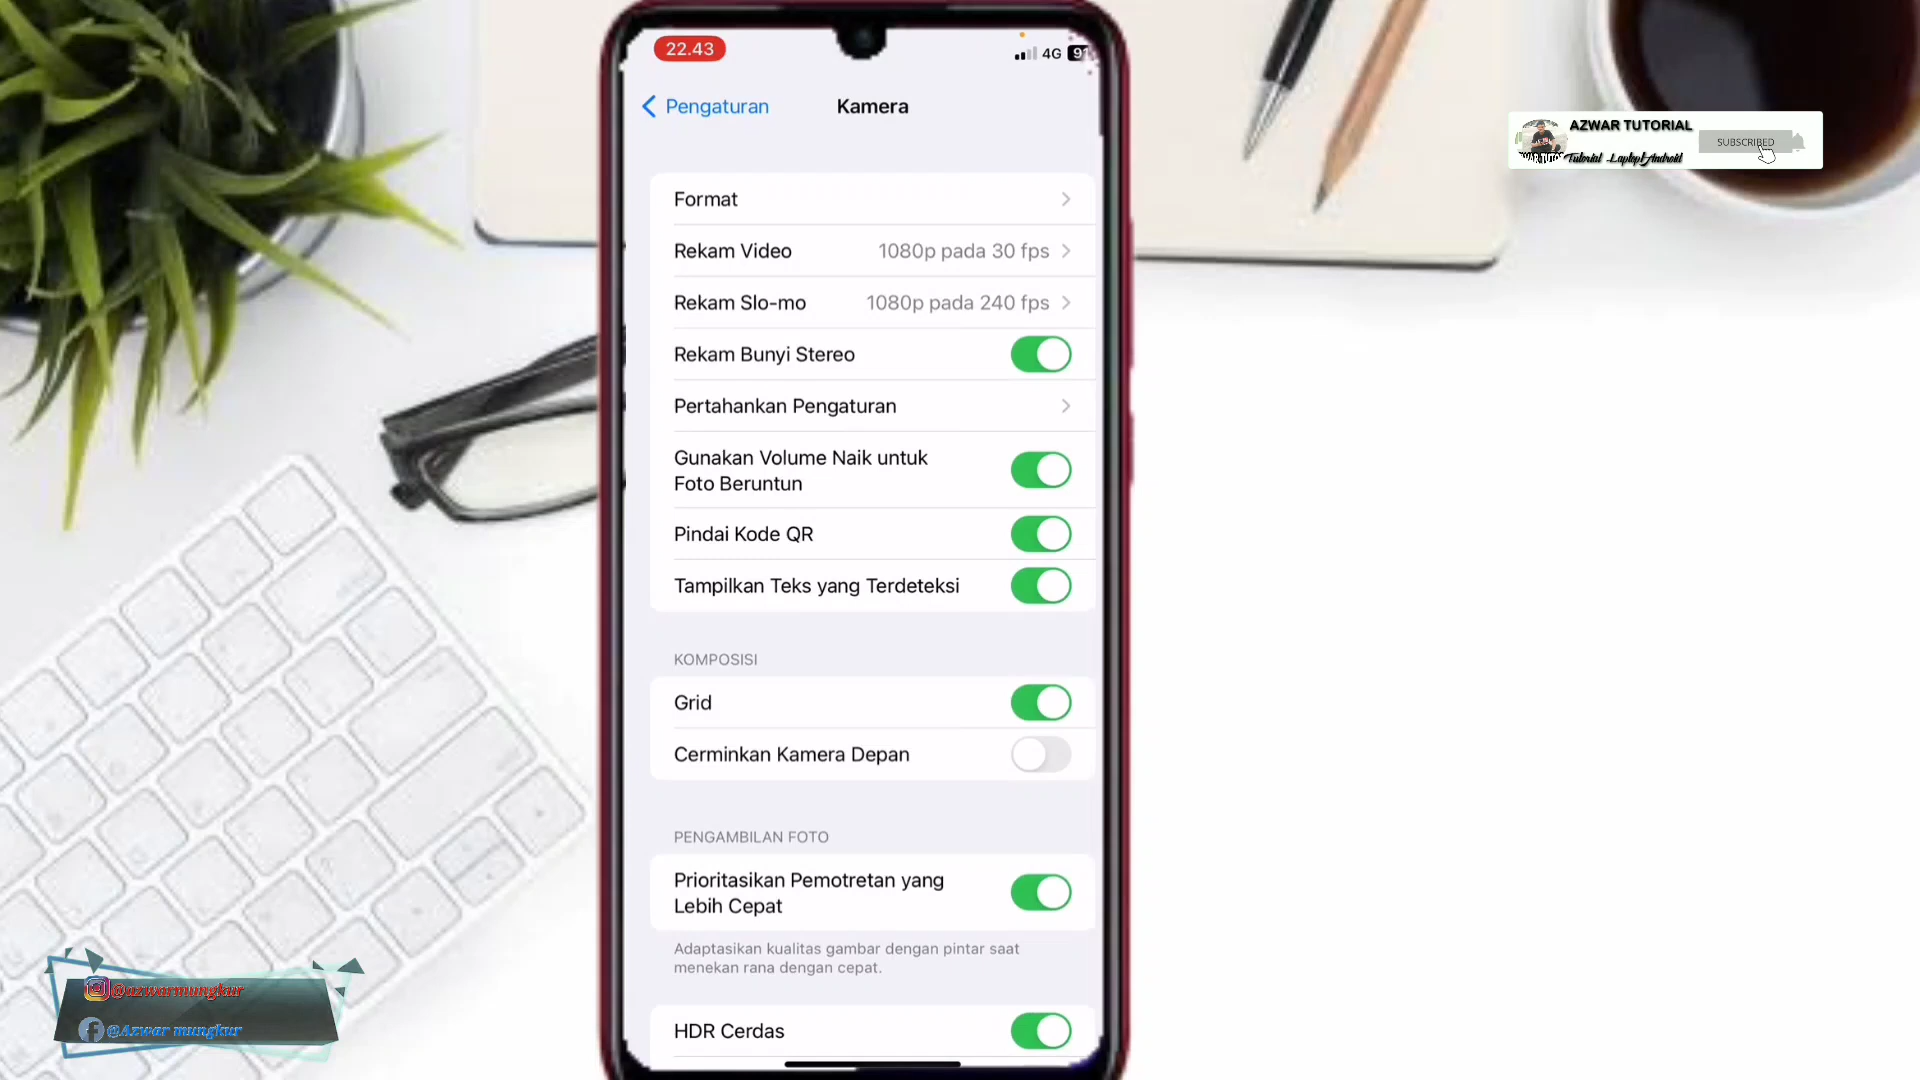 22.43
4G
Pengaturan
Kamera
Format
Rekam Video 1080p pada 30 fps
Rekam Slo-mo 1080p pada 240 fps
Rekam Bunyi Stereo
Pertahankan Pengaturan
Gunakan Volume Naik untuk
Foto Beruntun
Pindai Kode QR
Tampilkan Teks yang Terdeteksi
KOMPOSISI
Grid
Cerminkan Kamera Depan
PENGAMBILAN FOTO
Prioritasikan Pemotretan yang
Lebih Cepat
Adaptasikan kualitas gambar dengan pintar saat
menekan rana dengan cepat.
HDR Cerdas
AZWAR TUTORIAL
Tutorial -Laptop/Android
SUBSCRIBED
@azwarmungkur
@Azwar mungkur